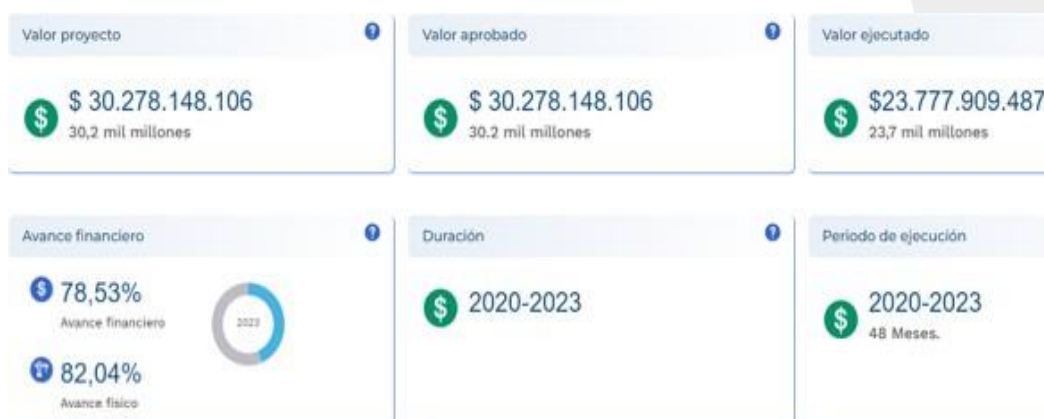 Valor proyecto
$ 30.278.148.106
30,2 mil millones
Valor aprobado
$ 30.278.148.106
30.2 mil millones
Valor ejecutado
$23.777.909.487
23,7 mil millones
Avance financiero
78,53%
Avance financiero
2023
82,04%
Avance físico
Duración
2020-2023
Periodo de ejecución
2020-2023
48 Meses.